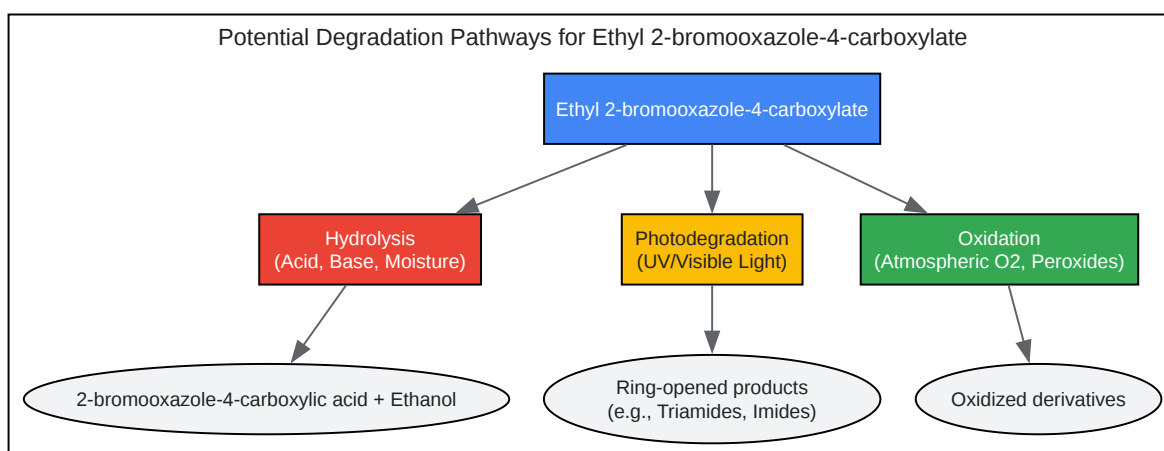 Potential Degradation Pathways for Ethyl 2-bromooxazole-4-carboxylate
Ethyl 2-bromooxazole-4-carboxylate
Hydrolysis
(Acid, Base, Moisture)
Photodegradation
(UV/Visible Light)
Oxidation
(Atmospheric O2, Peroxides)
2-bromooxazole-4-carboxylic acid + Ethanol
Ring-opened products
(e.g., Triamides, Imides)
Oxidized derivatives